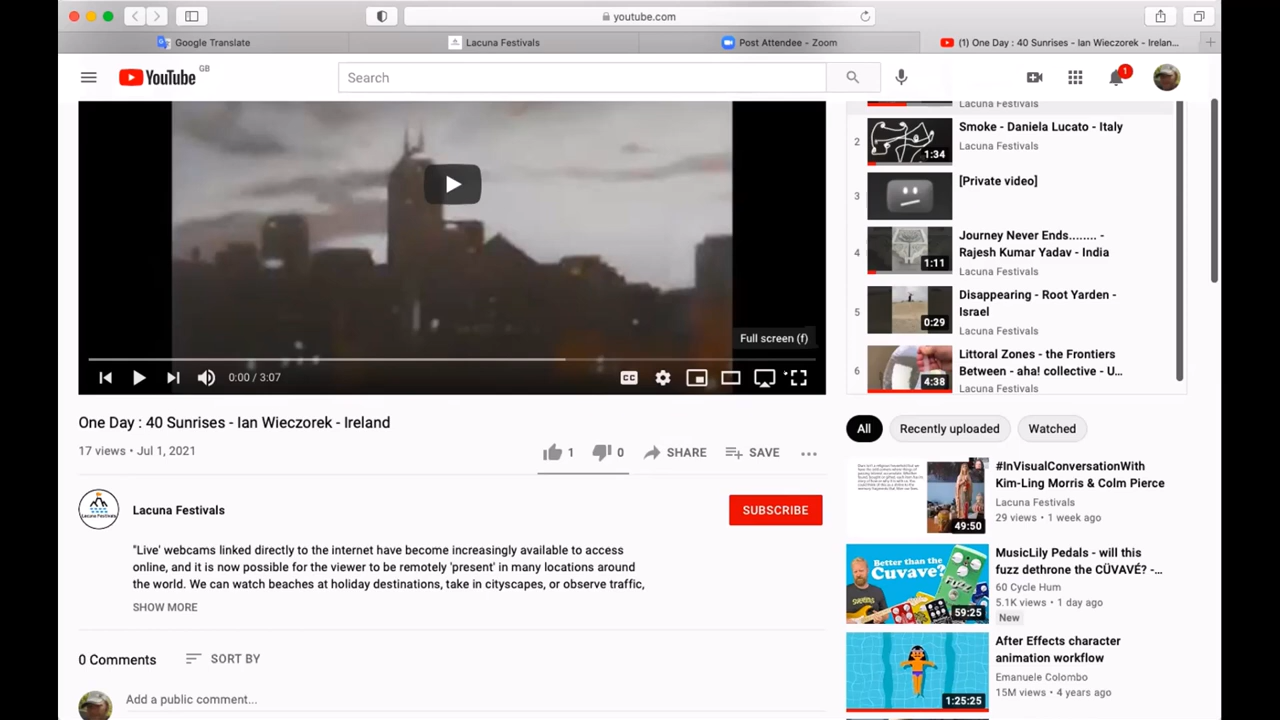 youtube.com
Google Translate
Lacuna Festivals
Post Attendee - Zoom
(1) One Day : 40 Sunrises - Ian Wieczorek - Irelan...
YouTube GB
Search
1
Full screen (f)
0:00 / 3:07
CC
One Day : 40 Sunrises - Ian Wieczorek - Ireland
17 views • Jul 1, 2021
1
0
SHARE
SAVE
Lacuna Festivals
SUBSCRIBE
"Live' webcams linked directly to the internet have become increasingly available to access
online, and it is now possible for the viewer to be remotely 'present' in many locations around
the world. We can watch beaches at holiday destinations, take in cityscapes, or observe traffic,
SHOW MORE
0 Comments
SORT BY
Add a public comment...
Lacuna Festivals
2
1:34
Smoke - Daniela Lucato - Italy
Lacuna Festivals
3
[Private video]
4
1:11
Journey Never Ends........ -
Rajesh Kumar Yadav - India
Lacuna Festivals
5
0:29
Disappearing - Root Yarden -
Israel
Lacuna Festivals
6
4:38
Littoral Zones - the Frontiers
Between - aha! collective - U...
Lacuna Festivals
All
Recently uploaded
Watched
49:50
#InVisualConversationWith
Kim-Ling Morris & Colm Pierce
Lacuna Festivals
29 views • 1 week ago
Better than the
Cuvave?
FUZZ
59:25
MusicLily Pedals - will this
fuzz dethrone the CÜVAVÉ? -...
60 Cycle Hum
5.1K views • 1 day ago
New
1:25:25
After Effects character
animation workflow
Emanuele Colombo
15M views • 4 years ago